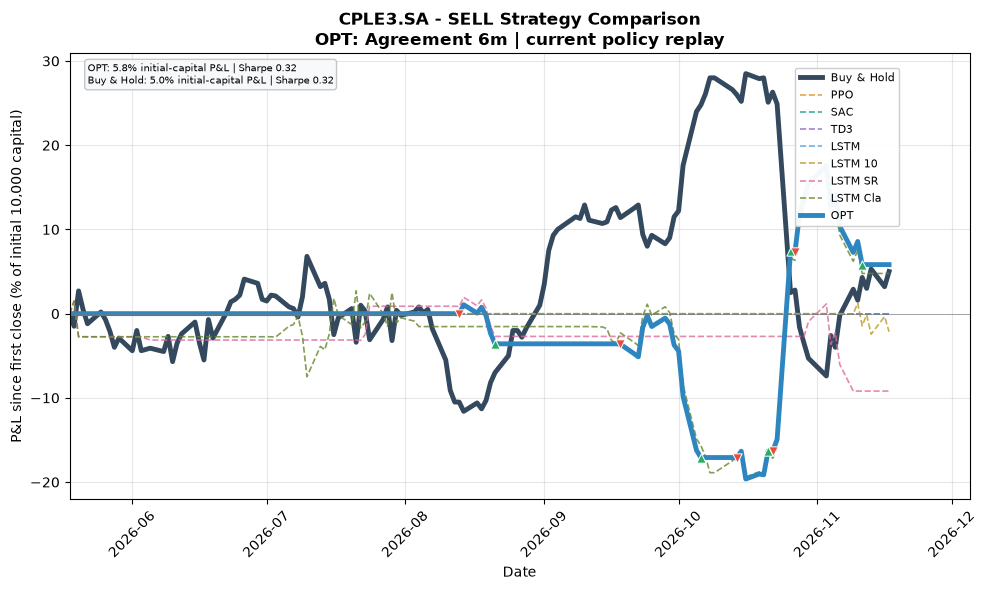 CPLE3.SA - SELL Strategy Comparison
OPT: Agreement 6m | current policy replay
OPT: 5.8% initial-capital P&L | Sharpe 0.32
Buy & Hold: 5.0% initial-capital P&L | Sharpe 0.32
Buy & Hold
PPO
SAC
TD3
LSTM
LSTM 10
LSTM SR
LSTM Cla
OPT
P&L since first close (% of initial 10,000 capital)
30
20
10
0
−10
−20
2026-06
2026-07
2026-08
2026-09
2026-10
2026-11
2026-12
Date